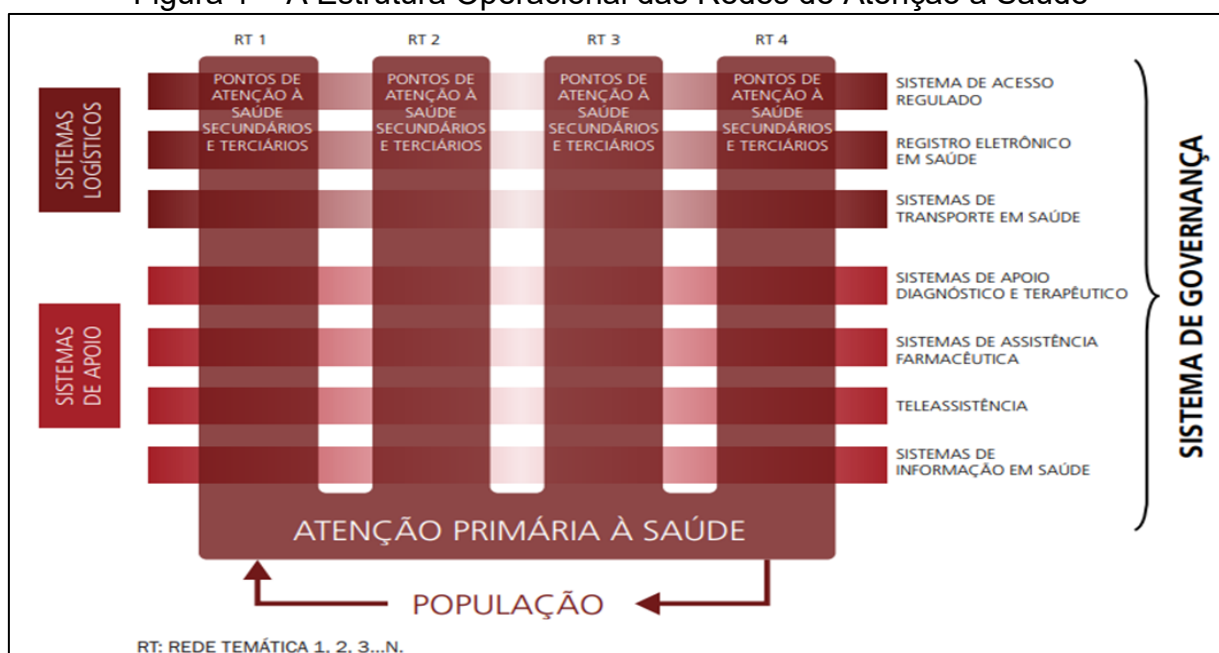 Figura 1 – A Estrutura Operacional das Redes de Atenção à Saúde
RT 1
RT 2
RT 3
RT 4
PONTOS DE
ATENÇÃO À
SAÚDE
SECUNDÁRIOS
E TERCIÁRIOS
PONTOS DE
ATENÇÃO À
SAÚDE
SECUNDÁRIOS
E TERCIÁRIOS
PONTOS DE
ATENÇÃO À
SAÚDE
SECUNDÁRIOS
E TERCIÁRIOS
PONTOS DE
ATENÇÃO À
SAÚDE
SECUNDÁRIOS
E TERCIÁRIOS
SISTEMAS
LOGÍSTICOS
SISTEMAS
DE APOIO
SISTEMA DE ACESSO
REGULADO
REGISTRO ELETRÔNICO
EM SAÚDE
SISTEMAS DE
TRANSPORTE EM SAÚDE
SISTEMAS DE APOIO
DIAGNÓSTICO E TERAPÊUTICO
SISTEMAS DE ASSISTÊNCIA
FARMACÊUTICA
TELEASSISTÊNCIA
SISTEMAS DE
INFORMAÇÃO EM SAÚDE
SISTEMA DE GOVERNANÇA
ATENÇÃO PRIMÁRIA À SAÚDE
POPULAÇÃO
RT: REDE TEMÁTICA 1, 2, 3...N.